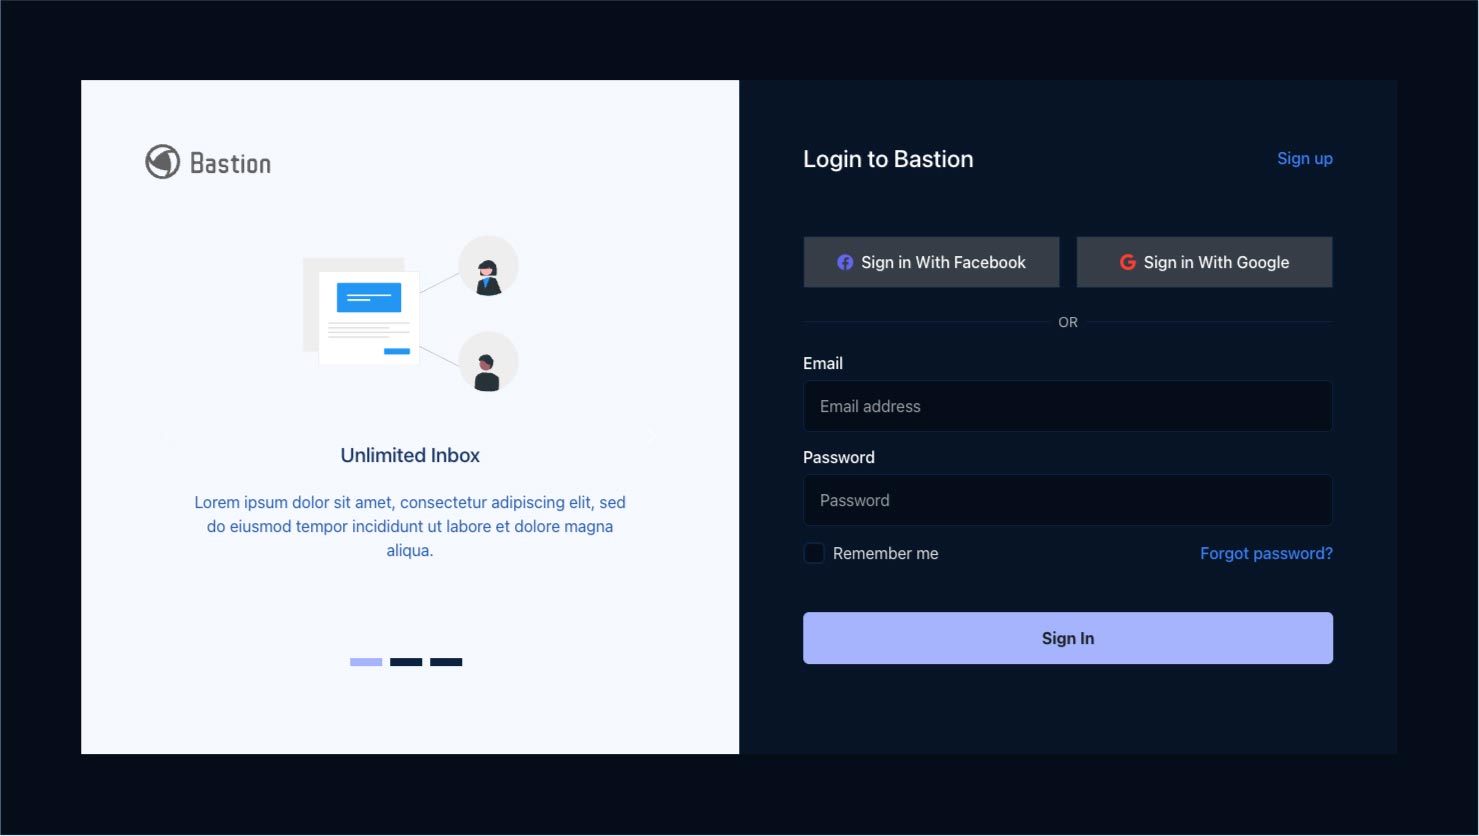 Bastion
Unlimited Inbox
Lorem ipsum dolor sit amet, consectetur adipiscing elit, sed
do eiusmod tempor incididunt ut labore et dolore magna
aliqua.
Login to Bastion
Sign up
Sign in With Facebook
Sign in With Google
OR
Email
Email address
Password
Password
Remember me
Forgot password?
Sign In